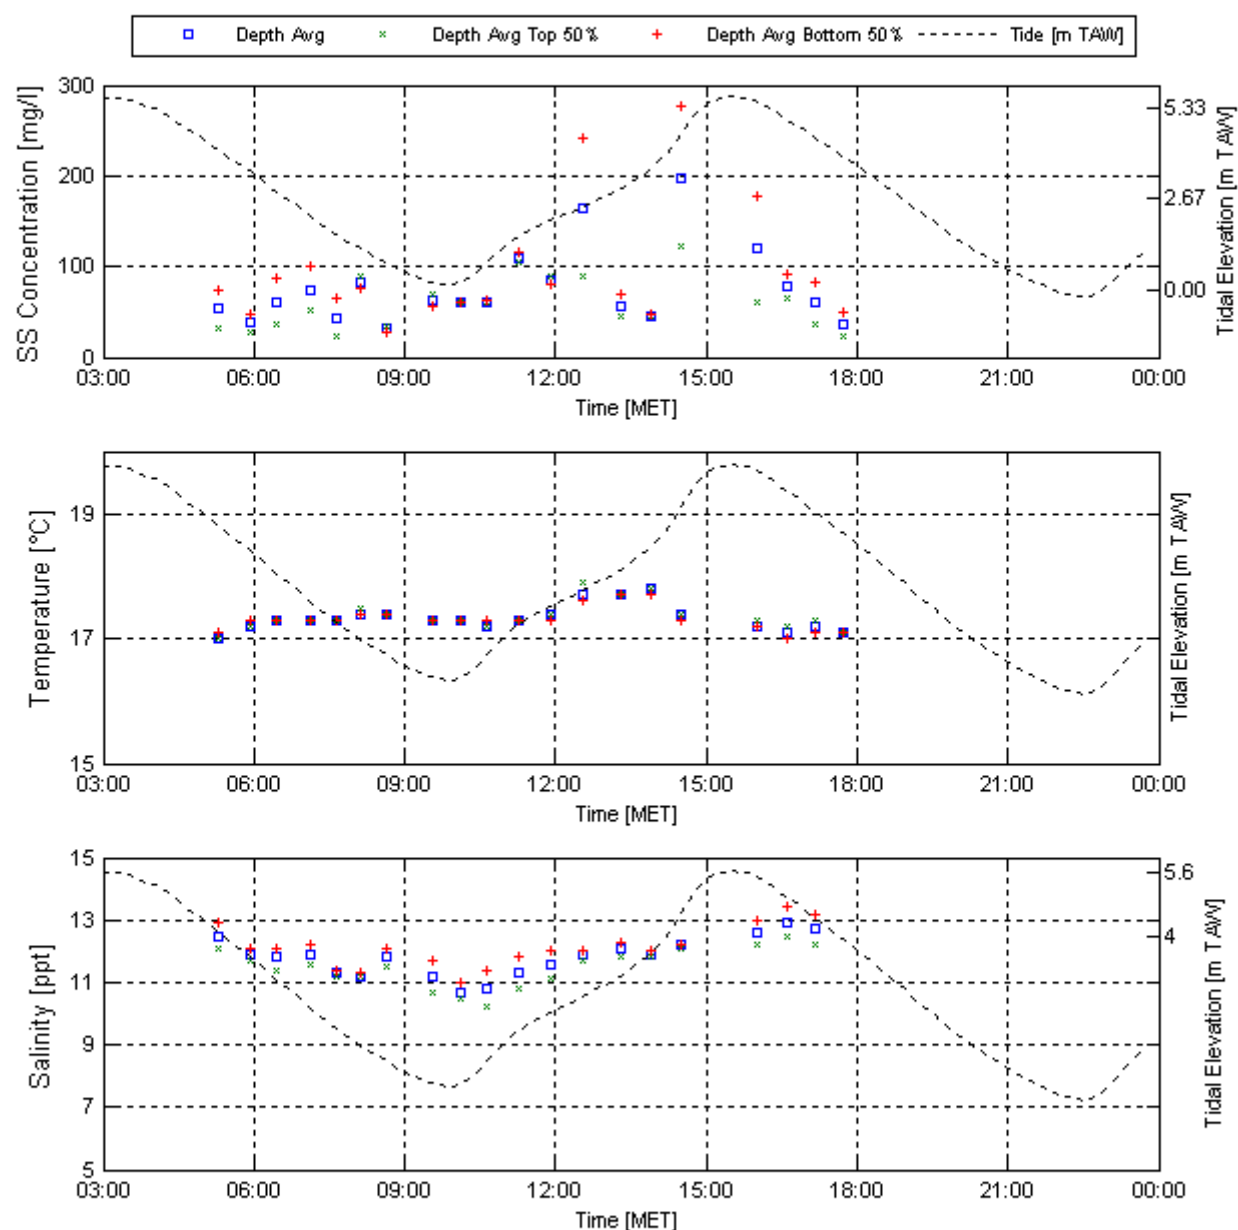 Depth Avg Depth Avg Top 50% Depth Avg Bottom 50% Tide [m TAW]
SS Concentration [mg/l]
300
200
100
0
5.33
2.67
0.00
Tidal Elevation [m TAW]
03:00 06:00 09:00 12:00 15:00 18:00 21:00 00:00
Time [MET]
Temperature [°C]
19
17
15
Tidal Elevation [m TAW]
03:00 06:00 09:00 12:00 15:00 18:00 21:00 00:00
Time [MET]
Salinity [ppt]
15
13
11
9
7
5
5.6
4
Tidal Elevation [m TAW]
03:00 06:00 09:00 12:00 15:00 18:00 21:00 00:00
Time [MET]